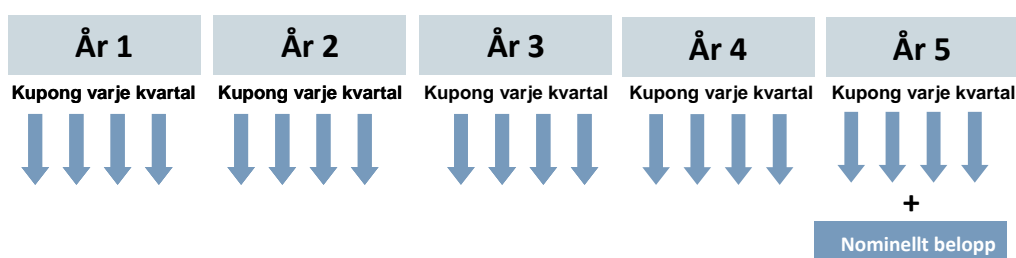 År 1 År 2 År 3 År 4 År 5
Kupong varje kvartal Kupong varje kvartal Kupong varje kvartal Kupong varje kvartal Kupong varje kvartal
+
Nominellt belopp